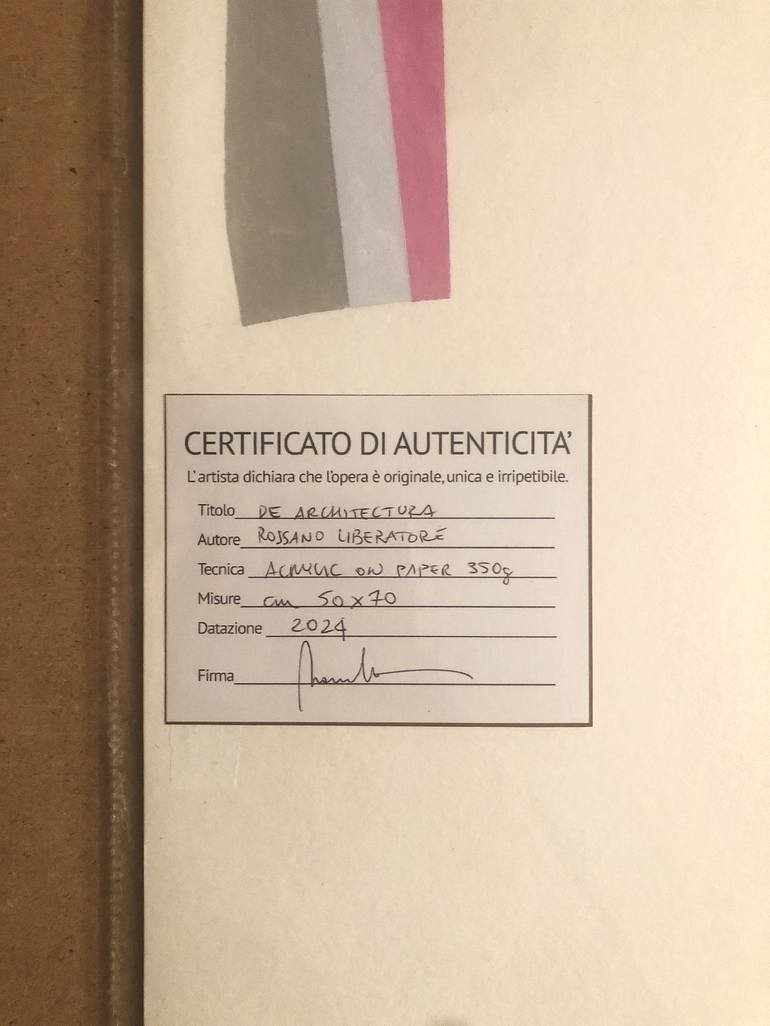 CERTIFICATO DI AUTENTICITA’
L’artista dichiara che l’opera è originale, unica e irripetibile.
Titolo DE ARCHITECTURA
Autore ROSSANO LIBERATORE
Tecnica ACRYLIC ON PAPER 350g
Misure cm 50x70
Datazione 2024
Firma